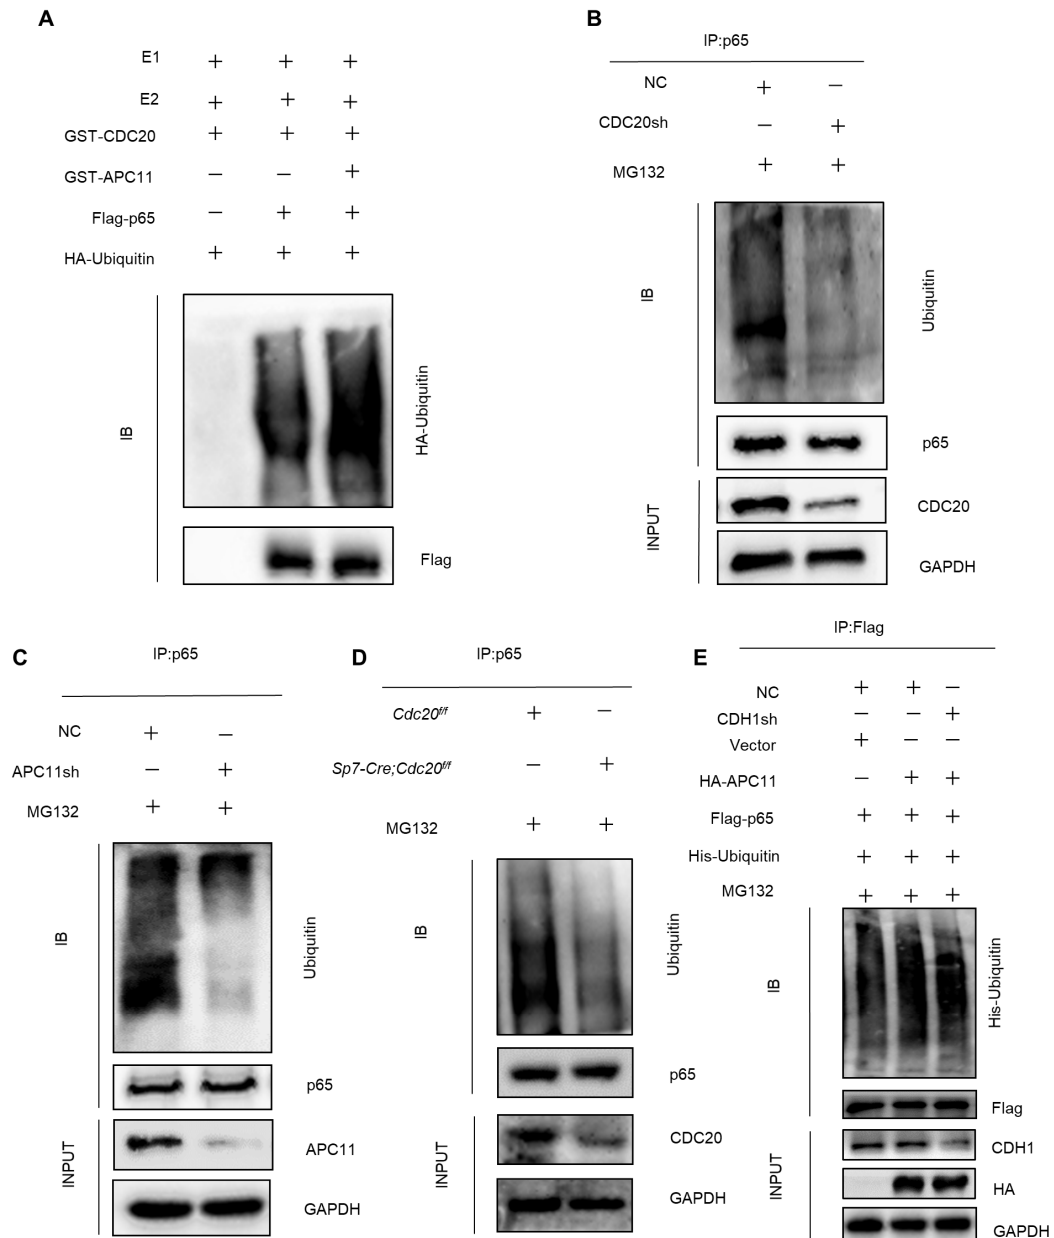 A
E1 + + +
E2 + + +
GST-CDC20 + + +
GST-APC11 − − +
Flag-p65 − + +
HA-Ubiquitin + + +
IB
HA-Ubiquitin
Flag
B
IP:p65
NC + −
CDC20sh − +
MG132 + +
IB
Ubiquitin
p65
INPUT
CDC20
GAPDH
C
IP:p65
NC + −
APC11sh − +
MG132 + +
IB
Ubiquitin
p65
INPUT
APC11
GAPDH
D
IP:p65
Cdc20f/f + −
Sp7-Cre;Cdc20f/f − +
MG132 + +
IB
Ubiquitin
p65
INPUT
CDC20
GAPDH
E
IP:Flag
NC + + −
CDH1sh − − +
Vector + − −
HA-APC11 − + +
Flag-p65 + + +
His-Ubiquitin + + +
MG132 + + +
IB
His-Ubiquitin
Flag
INPUT
CDH1
HA
GAPDH